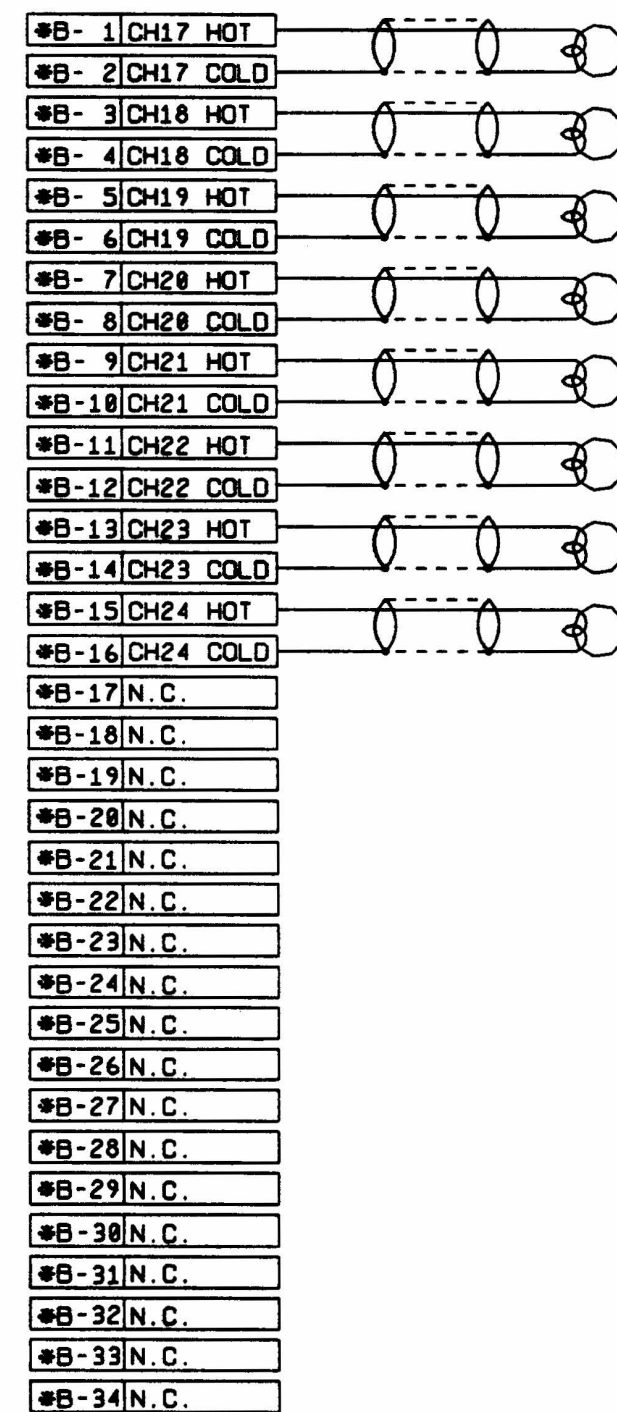 *B- 1 CH17 HOT
*B- 2 CH17 COLD
*B- 3 CH18 HOT
*B- 4 CH18 COLD
*B- 5 CH19 HOT
*B- 6 CH19 COLD
*B- 7 CH20 HOT
*B- 8 CH20 COLD
*B- 9 CH21 HOT
*B-10 CH21 COLD
*B-11 CH22 HOT
*B-12 CH22 COLD
*B-13 CH23 HOT
*B-14 CH23 COLD
*B-15 CH24 HOT
*B-16 CH24 COLD
*B-17 N.C.
*B-18 N.C.
*B-19 N.C.
*B-20 N.C.
*B-21 N.C.
*B-22 N.C.
*B-23 N.C.
*B-24 N.C.
*B-25 N.C.
*B-26 N.C.
*B-27 N.C.
*B-28 N.C.
*B-29 N.C.
*B-30 N.C.
*B-31 N.C.
*B-32 N.C.
*B-33 N.C.
*B-34 N.C.